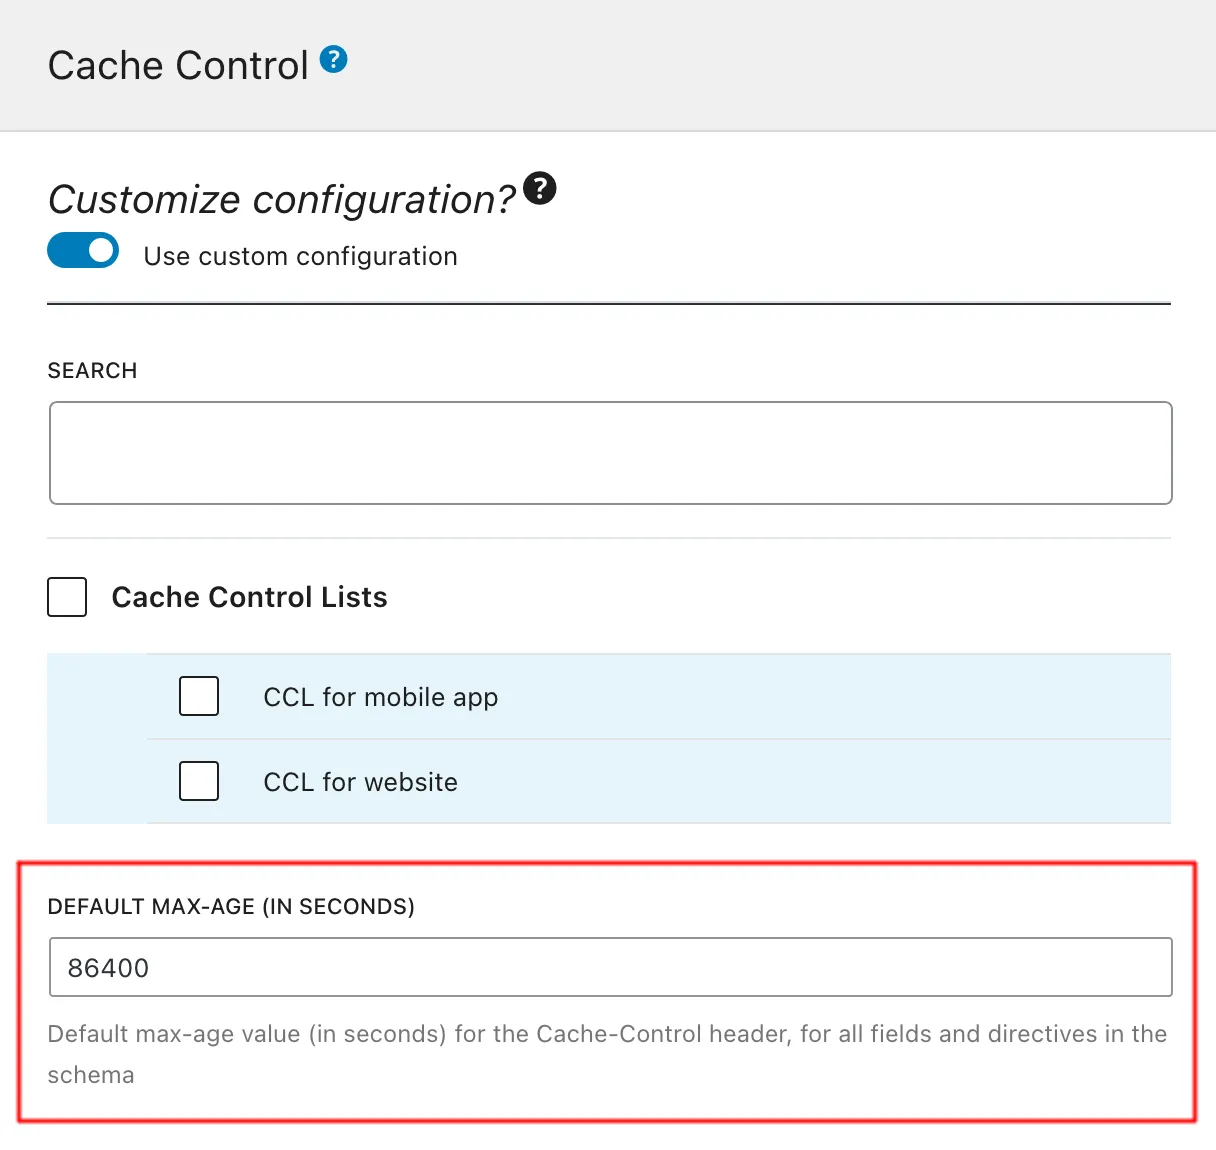 Cache Control ?
Customize configuration? ?
Use custom configuration
SEARCH
Cache Control Lists
CCL for mobile app
CCL for website
DEFAULT MAX-AGE (IN SECONDS)
86400
Default max-age value (in seconds) for the Cache-Control header, for all fields and directives in the
schema